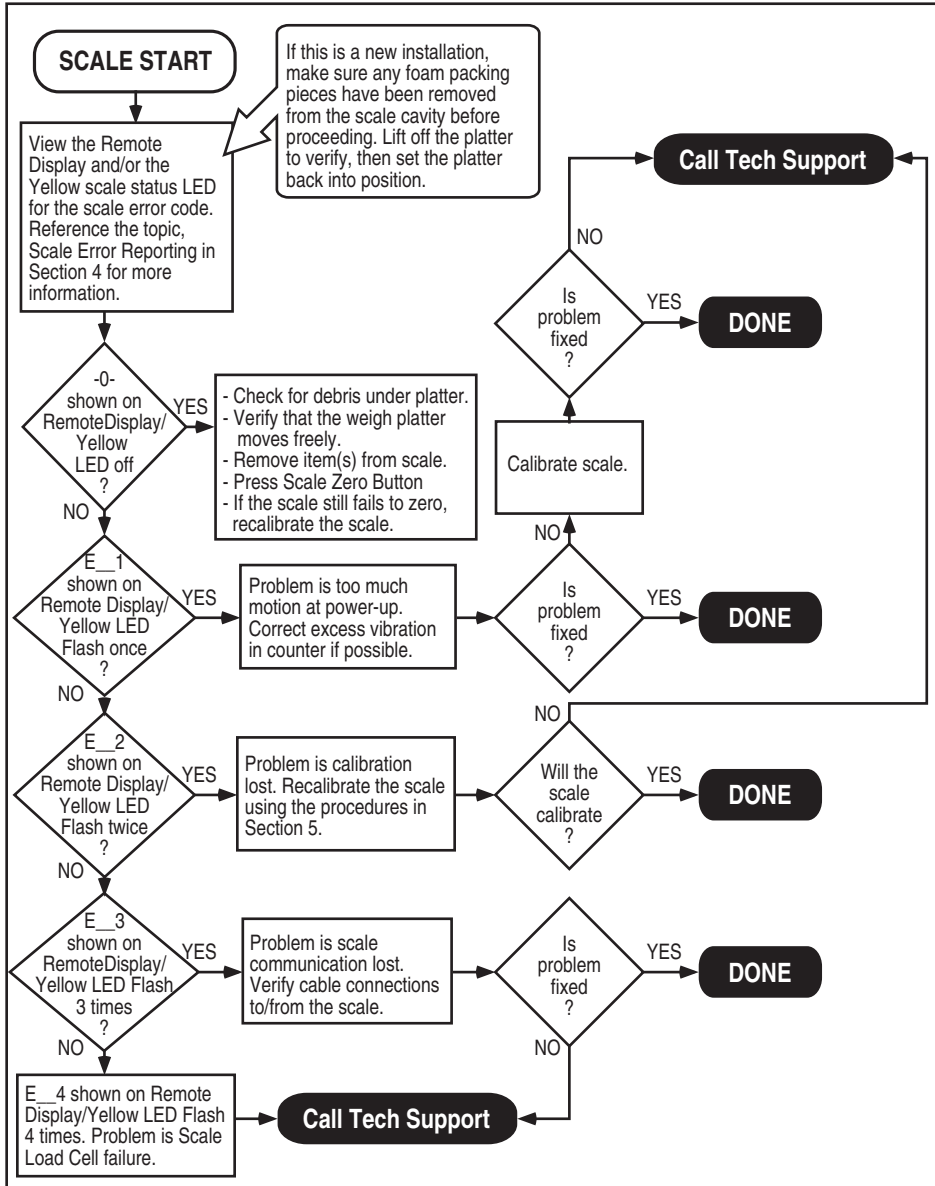 SCALE START
If this is a new installation,
make sure any foam packing
pieces have been removed
from the scale cavity before
proceeding. Lift off the platter
to verify, then set the platter
back into position.
View the Remote
Display and/or the
Yellow scale status LED
for the scale error code.
Reference the topic,
Scale Error Reporting in
Section 4 for more
information.
Call Tech Support
NO
Is
problem
fixed
?
YES
DONE
-0-
shown on
RemoteDisplay/
Yellow
LED off
?
YES
- Check for debris under platter.
- Verify that the weigh platter
moves freely.
- Remove item(s) from scale.
- Press Scale Zero Button
- If the scale still fails to zero,
recalibrate the scale.
Calibrate scale.
NO
NO
E__1
shown on
Remote Display/
Yellow LED
Flash once
?
YES
Problem is too much
motion at power-up.
Correct excess vibration
in counter if possible.
Is
problem
fixed
?
YES
DONE
NO
E__2
shown on
Remote Display/
Yellow LED
Flash twice
?
YES
Problem is calibration
lost. Recalibrate the scale
using the procedures in
Section 5.
NO
Will the
scale
calibrate
?
YES
DONE
NO
E__3
shown on
RemoteDisplay/
Yellow LED Flash
3 times
?
YES
Problem is scale
communication lost.
Verify cable connections
to/from the scale.
Is
problem
fixed
?
YES
DONE
NO
NO
E__4 shown on Remote
Display/Yellow LED Flash
4 times. Problem is Scale
Load Cell failure.
Call Tech Support